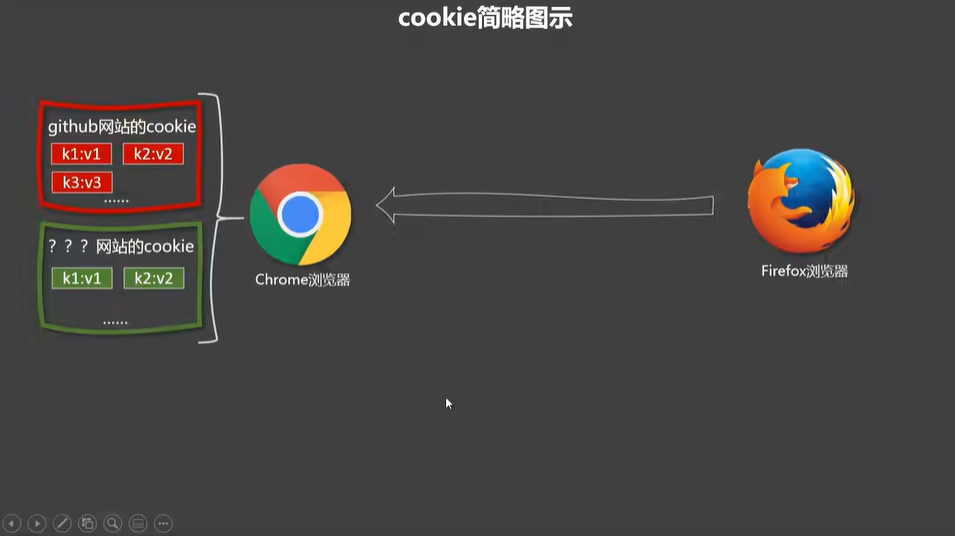 cookie简略图示
github网站的cookie
k1:v1 k2:v2
k3:v3
......
？？？网站的cookie
k1:v1 k2:v2
......
Chrome浏览器
Firefox浏览器